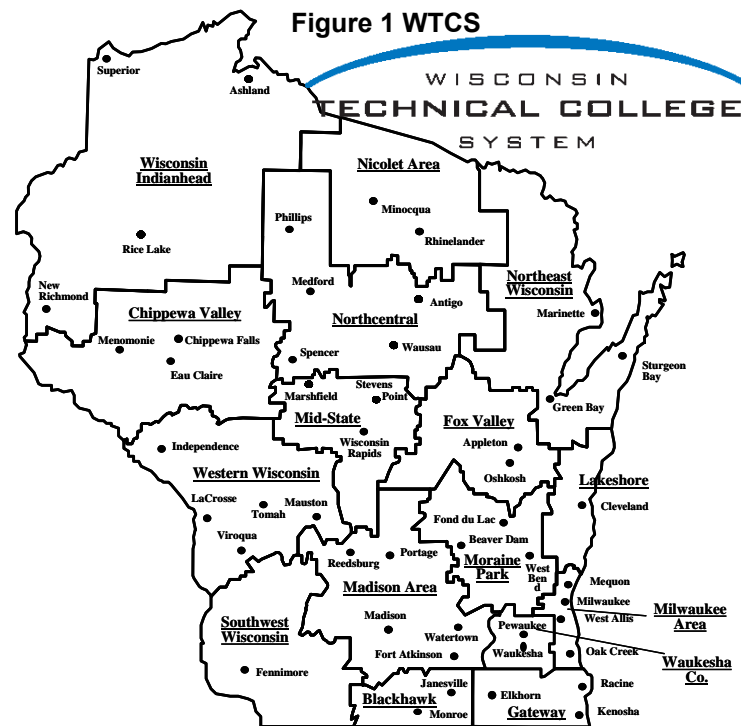 Figure 1 WTCS
WISCONSIN
TECHNICAL COLLEGE
SYSTEM
Superior
Ashland
Wisconsin
Indianhead
Nicolet Area
Minocqua
Phillips
Rhinelander
Rice Lake
New
Richmond
Medford
Northeast
Wisconsin
Antigo
Chippewa Valley
Northcentral
Marinette
Menomonie
Chippewa Falls
Wausau
Spencer
Eau Claire
Sturgeon
Bay
Marshfield
Stevens
Point
Green Bay
Mid-State
Fox Valley
Wisconsin
Rapids
Appleton
Independence
Oshkosh
Western Wisconsin
Lakeshore
LaCrosse
Tomah
Mauston
Cleveland
Fond du Lac
Viroqua
Beaver Dam
Reedsburg
Portage
Moraine
Park
West
Ben
d
Madison Area
Mequon
Milwaukee
Milwaukee
Area
West Allis
Southwest
Wisconsin
Madison
Watertown
Pewaukee
Waukesha
Waukesha
Co.
Fort Atkinson
Oak Creek
Fennimore
Janesville
Racine
Blackhawk
Elkhorn
Monroe
Gateway
Kenosha